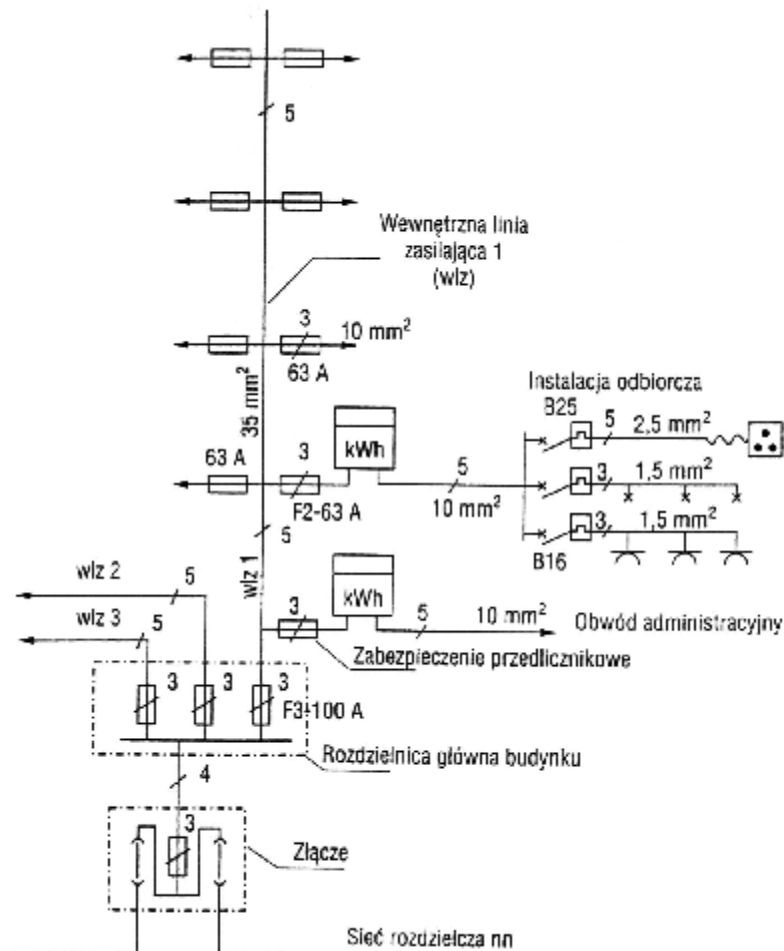 5
Wewnętrzna linia
zasilająca 1
(wlz)
3
10 mm²
63 A
35 mm²
Instalacja odbiorcza
B25
5
2,5 mm²
63 A
3
kWh
F2-63 A
5
10 mm²
3
1,5 mm²
3
1,5 mm²
B16
5
wlz 1
wlz 2
5
wlz 3
5
3
kWh
5
10 mm²
Obwód administracyjny
Zabezpieczenie przedlicznikowe
3
3
3
F3-100 A
Rozdzielnica główna budynku
4
3
Złącze
Sieć rozdzielcza nn